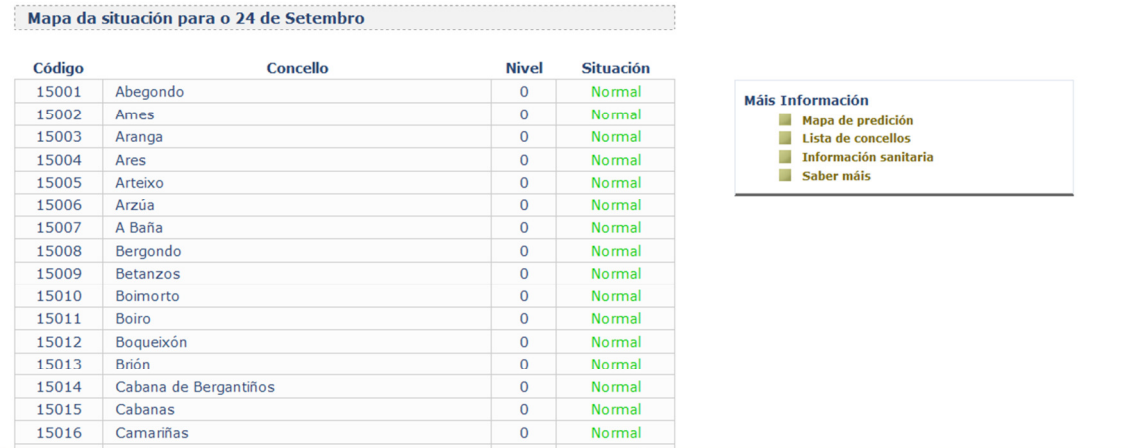 Mapa da situación para o 24 de Setembro
Código Concello Nivel Situación
15001 Abegondo 0 Normal
15002 Ames 0 Normal
15003 Aranga 0 Normal
15004 Ares 0 Normal
15005 Arteixo 0 Normal
15006 Arzúa 0 Normal
15007 A Baña 0 Normal
15008 Bergondo 0 Normal
15009 Betanzos 0 Normal
15010 Boimorto 0 Normal
15011 Boiro 0 Normal
15012 Boqueixón 0 Normal
15013 Brión 0 Normal
15014 Cabana de Bergantiños 0 Normal
15015 Cabanas 0 Normal
15016 Camariñas 0 Normal
Máis Información
Mapa de predición
Lista de concellos
Información sanitaria
Saber máis